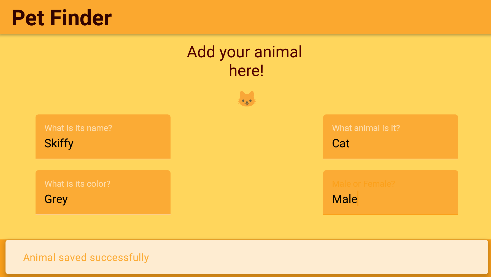 Pet Finder
Add your animal
here!
What is its name?
Skiffy
What animal is it?
Cat
What is its color?
Grey
Male
Animal saved successfully